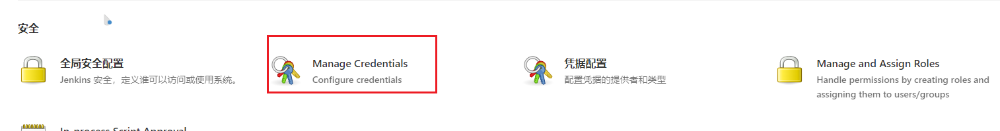 安全
全局安全配置
Jenkins 安全，定义谁可以访问或使用系统。
Manage Credentials
Configure credentials
凭据配置
配置凭据的提供者和类型
Manage and Assign Roles
Handle permissions by creating roles and
assigning them to users/groups
In-process Script Approval